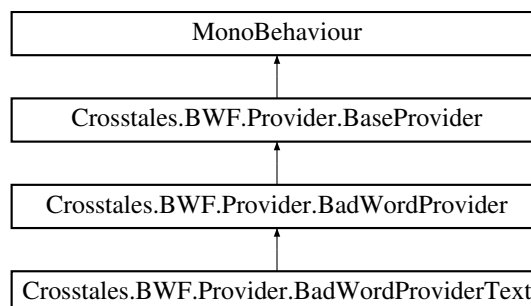 MonoBehaviour
Crosstales.BWF.Provider.BaseProvider
Crosstales.BWF.Provider.BadWordProvider
Crosstales.BWF.Provider.BadWordProviderText